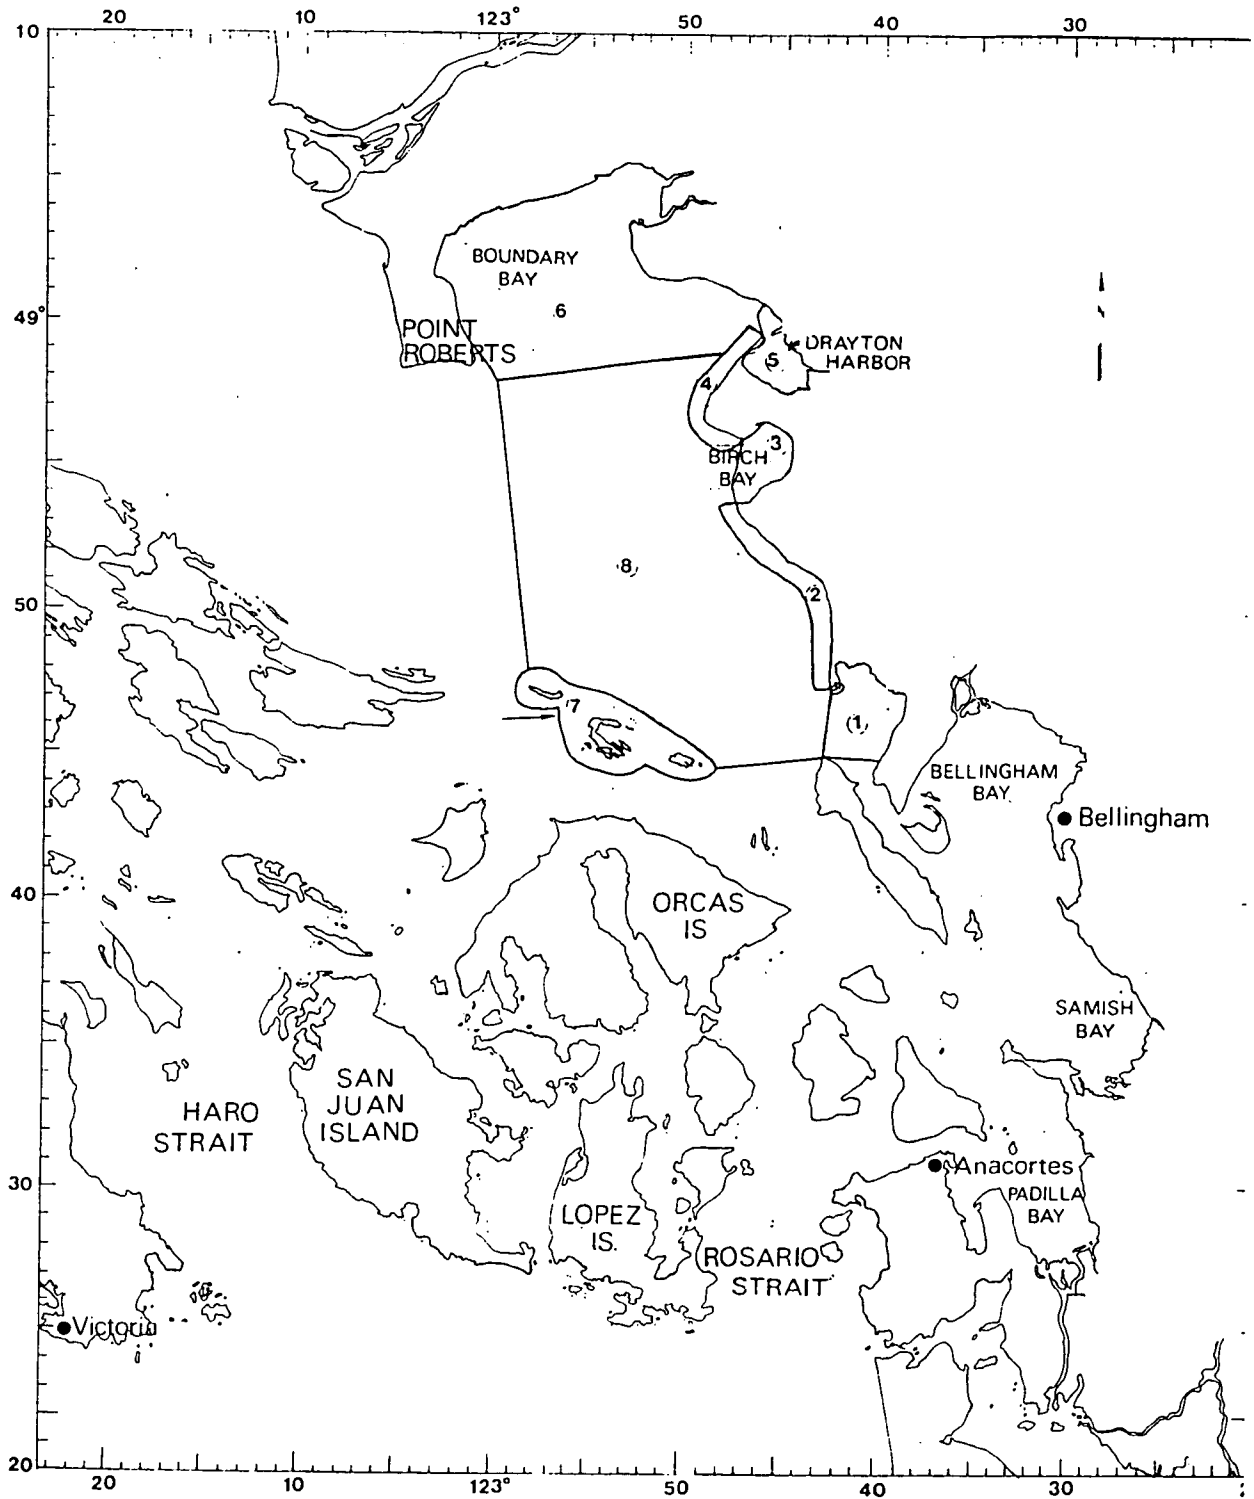 20 10 123° 50 40 30
10
BOUNDARY
BAY
6
49°
POINT
ROBERTS
DRAYTON
HARBOR
5
4
3
BIRCH
BAY
8
2
50
7
1
BELLINGHAM
BAY
Bellingham
40
ORCAS
IS
SAMISH
BAY
SAN
JUAN
ISLAND
HARO
STRAIT
30
Anacortes
PADILLA
BAY
LOPEZ
IS.
ROSARIO
STRAIT
Victoria
20
20 10 123° 50 40 30